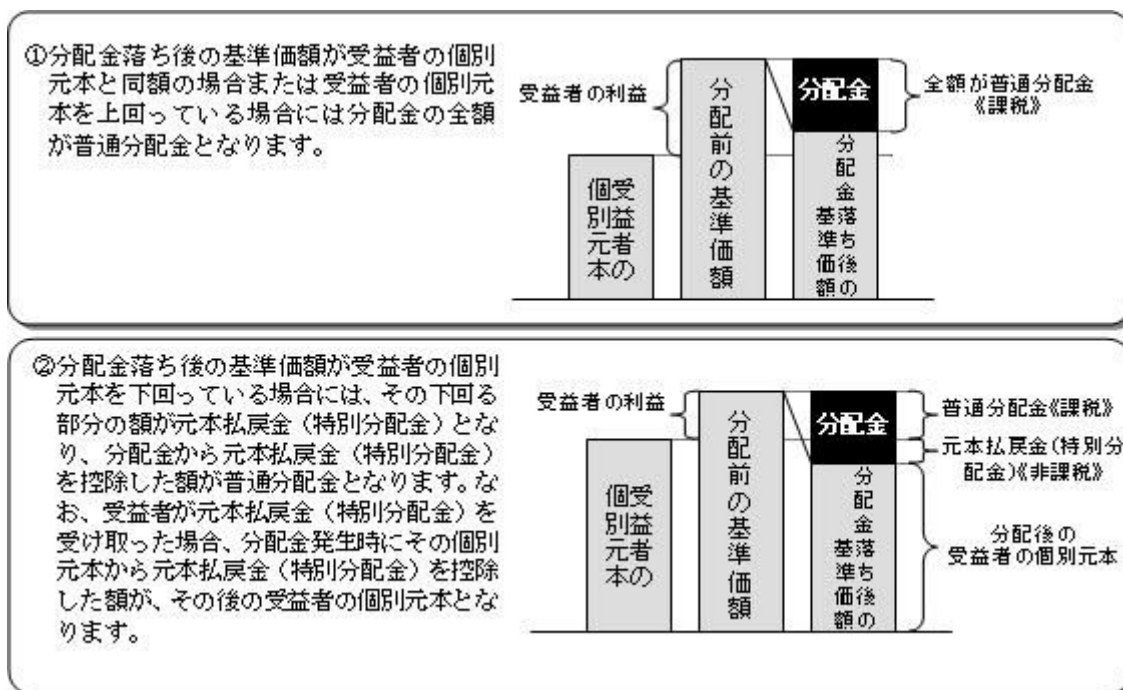 ①分配金落ち後の基準価額が受益者の個別
元本と同額の場合または受益者の個別元
本を上回っている場合には分配金の全額
が普通分配金となります。
受益者の利益
受益者の
個別元本
分配前の基準価額
分配金
分配金落ち後の
基準価額
全額が普通分配金
《課税》
②分配金落ち後の基準価額が受益者の個別
元本を下回っている場合には、その下回る
部分の額が元本払戻金（特別分配金）とな
り、分配金から元本払戻金（特別分配金）
を控除した額が普通分配金となります。な
お、受益者が元本払戻金（特別分配金）を
受け取った場合、分配金発生時にその個別
元本から元本払戻金（特別分配金）を控除
した額が、その後の受益者の個別元本とな
ります。
受益者の利益
受益者の
個別元本
分配前の基準価額
分配金
分配金落ち後の
基準価額
普通分配金《課税》
元本払戻金（特別分
配金）《非課税》
分配後の
受益者の個別元本